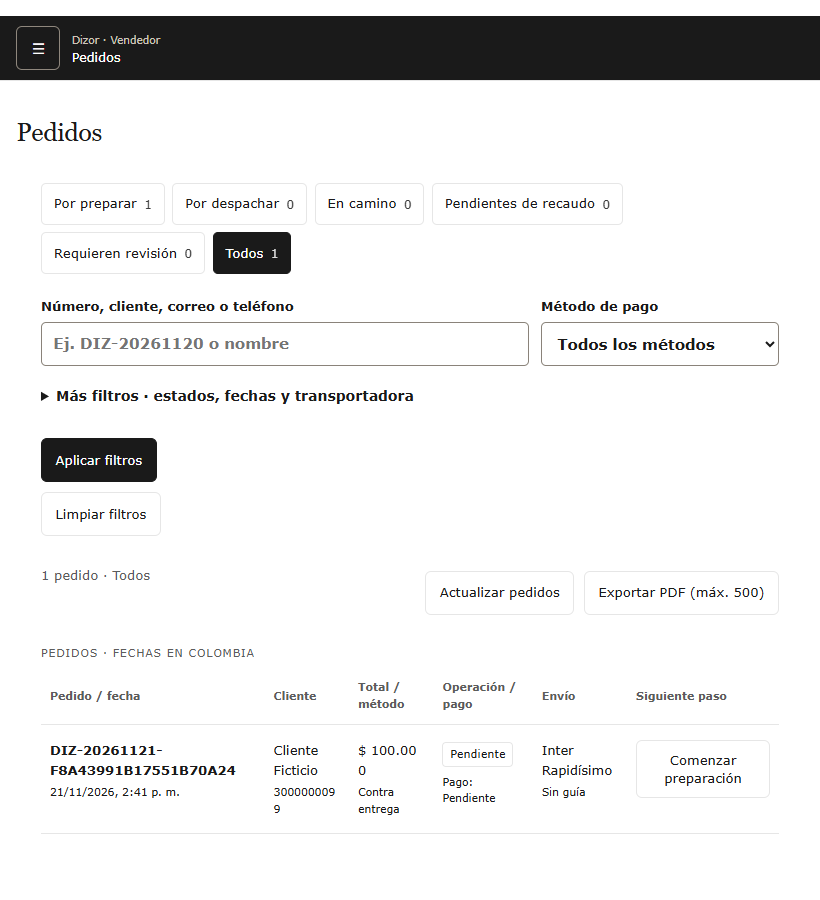 ☰
Dizor · Vendedor
Pedidos
Pedidos
Por preparar 1
Por despachar 0
En camino 0
Pendientes de recaudo 0
Requieren revisión 0
Todos 1
Número, cliente, correo o teléfono
Método de pago
Ej. DIZ-20261120 o nombre
Todos los métodos
Más filtros · estados, fechas y transportadora
Aplicar filtros
Limpiar filtros
1 pedido · Todos
Actualizar pedidos
Exportar PDF (máx. 500)
PEDIDOS · FECHAS EN COLOMBIA
Pedido / fecha
Cliente
Total /
método
Operación /
pago
Envío
Siguiente paso
DIZ-20261121-
F8A43991B17551B70A24
21/11/2026, 2:41 p. m.
Cliente
Ficticio
300000009
9
$ 100.00
0
Contra
entrega
Pendiente
Pago:
Pendiente
Inter
Rapidísimo
Sin guía
Comenzar
preparación